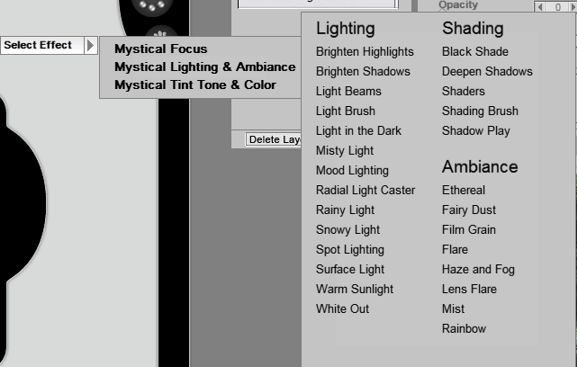 Opacity
0
Select Effect
Mystical Focus
Mystical Lighting & Ambiance
Mystical Tint Tone & Color
Delete
Lighting
Brighten Highlights
Brighten Shadows
Light Beams
Light Brush
Light in the Dark
Misty Light
Mood Lighting
Radial Light Caster
Rainy Light
Snowy Light
Spot Lighting
Surface Light
Warm Sunlight
White Out
Shading
Black Shade
Deepen Shadows
Shaders
Shading Brush
Shadow Play
Ambiance
Ethereal
Fairy Dust
Film Grain
Flare
Haze and Fog
Lens Flare
Mist
Rainbow